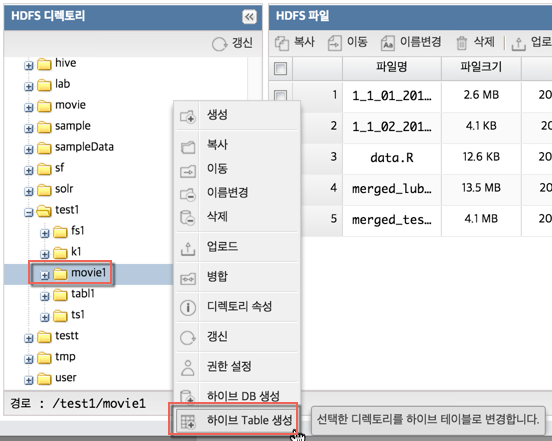 HDFS 디렉토리
갱신
hive
lab
movie
sample
sampleData
sf
solr
test1
fs1
k1
movie1
tabl1
ts1
testt
tmp
user
경로 : /test1/movie1
생성
복사
이동
이름변경
삭제
업로드
병합
디렉토리 속성
갱신
권한 설정
하이브 DB 생성
하이브 Table 생성
선택한 디렉토리를 하이브 테이블로 변경합니다.
HDFS 파일
복사 이동 이름변경 삭제 업로
파일명 파일크기
1 1_1_01_201… 2.6 MB 20
2 1_1_02_201… 4.1 KB 20
3 data.R 12.6 KB 20
4 merged_lub… 13.5 MB 20
5 merged_tes… 4.1 MB 20